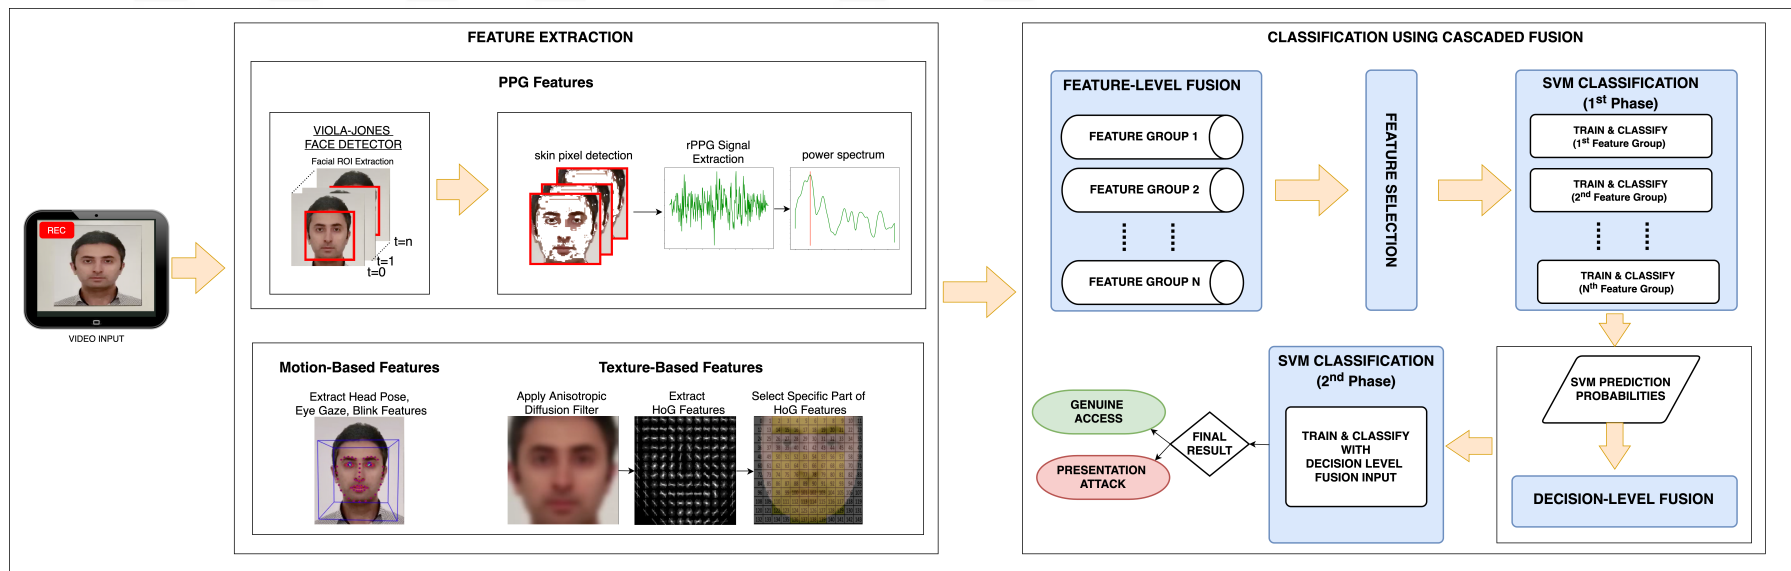 REC
VIDEO INPUT
FEATURE EXTRACTION
PPG Features
VIOLA-JONES
FACE DETECTOR
Facial ROI Extraction
t=n
t=1
t=0
skin pixel detection
rPPG Signal
Extraction
power spectrum
Motion-Based Features
Extract Head Pose,
Eye Gaze, Blink Features
Texture-Based Features
Apply Anisotropic
Diffusion Filter
Extract
HoG Features
Select Specific Part of
HoG Features
CLASSIFICATION USING CASCADED FUSION
FEATURE-LEVEL FUSION
FEATURE GROUP 1
FEATURE GROUP 2
FEATURE GROUP N
FEATURE SELECTION
SVM CLASSIFICATION
(1st Phase)
TRAIN & CLASSIFY
(1st Feature Group)
TRAIN & CLASSIFY
(2nd Feature Group)
TRAIN & CLASSIFY
(Nth Feature Group)
SVM PREDICTION
PROBABILITIES
DECISION-LEVEL FUSION
SVM CLASSIFICATION
(2nd Phase)
TRAIN & CLASSIFY
WITH
DECISION LEVEL
FUSION INPUT
FINAL
RESULT
GENUINE
ACCESS
PRESENTATION
ATTACK